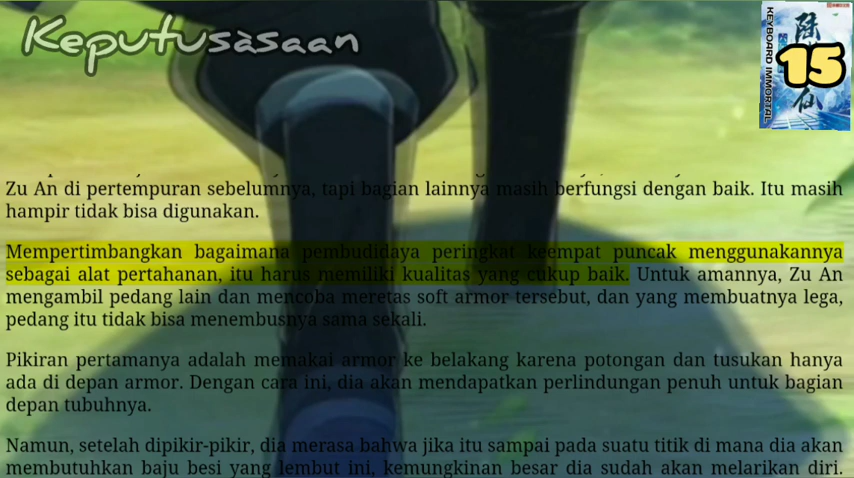 Keputusasaan
KEYBOARD IMMORTAL
15
Zu An di pertempuran sebelumnya, tapi bagian lainnya masih berfungsi dengan baik. Itu masih
hampir tidak bisa digunakan.
Mempertimbangkan bagaimana pembudidaya peringkat keempat puncak menggunakannya
sebagai alat pertahanan, itu harus memiliki kualitas yang cukup baik. Untuk amannya, Zu An
mengambil pedang lain dan mencoba meretas soft armor tersebut, dan yang membuatnya lega,
pedang itu tidak bisa menembusnya sama sekali.
Pikiran pertamanya adalah memakai armor ke belakang karena potongan dan tusukan hanya
ada di depan armor. Dengan cara ini, dia akan mendapatkan perlindungan penuh untuk bagian
depan tubuhnya.
Namun, setelah dipikir-pikir, dia merasa bahwa jika itu sampai pada suatu titik di mana dia akan
membutuhkan baju besi yang lembut ini, kemungkinan besar dia sudah akan melarikan diri.